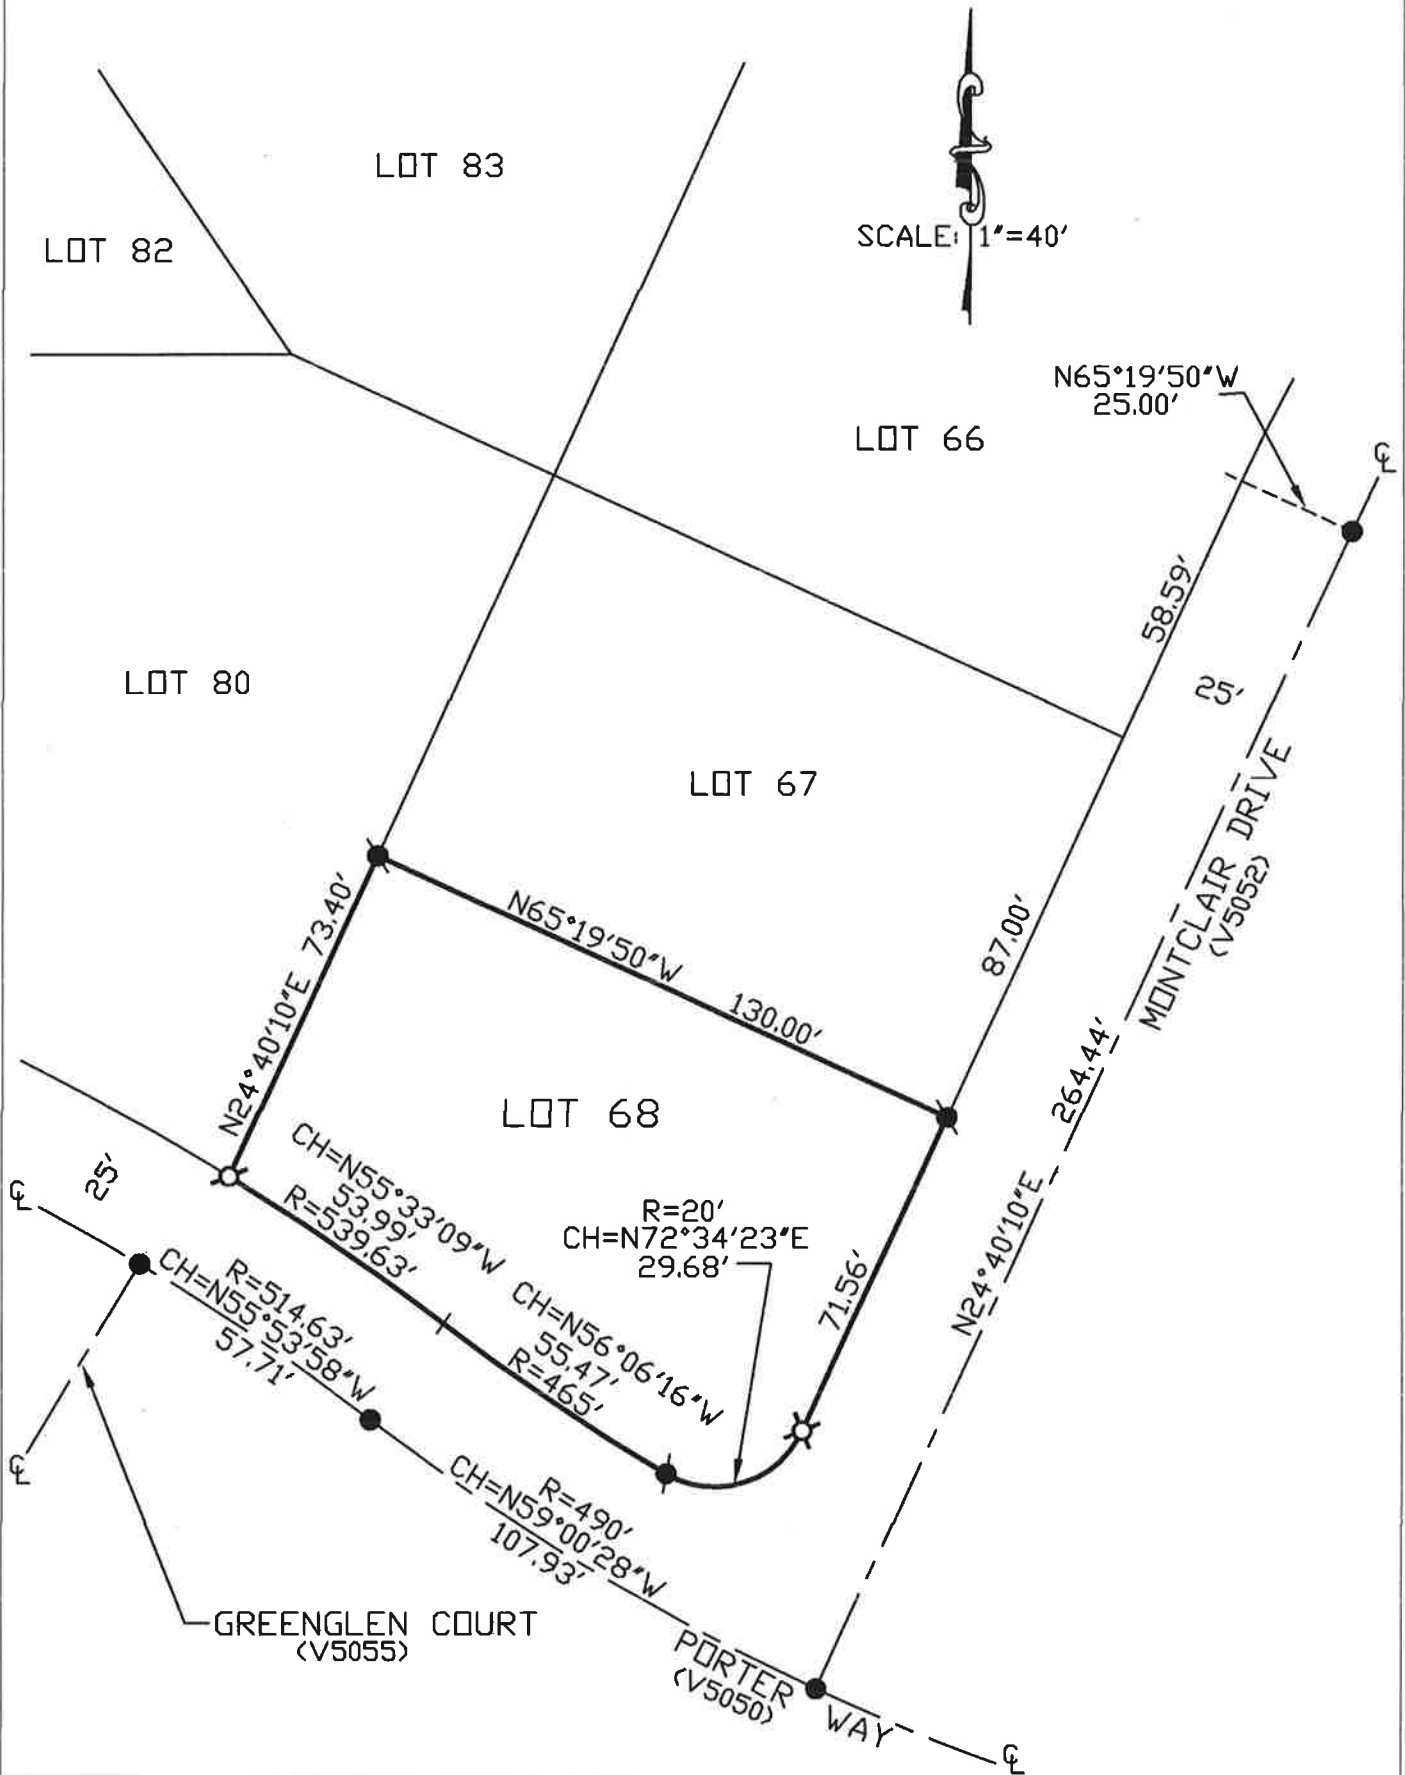 LOT 83
LOT 82
SCALE: 1"=40'
N65°19'50"W
25.00'
LOT 66
℄
58.59'
25'
LOT 80
LOT 67
MONTCLAIR DRIVE
(V5052)
87.00'
N65°19'50"W 130.00'
N24°40'10"E 73.40'
N24°40'10"E 264.44'
LOT 68
CH=N55°33'09"W
53.99'
R=539.63'
R=20'
CH=N72°34'23"E
29.68'
71.56'
CH=N56°06'16"W
55.47'
R=465'
℄
25'
R=514.63'
CH=N55°53'58"W
57.71'
℄
R=490'
CH=N59°00'28"W
107.93'
GREENGLEN COURT
(V5055)
PORTER WAY
(V5050)
℄